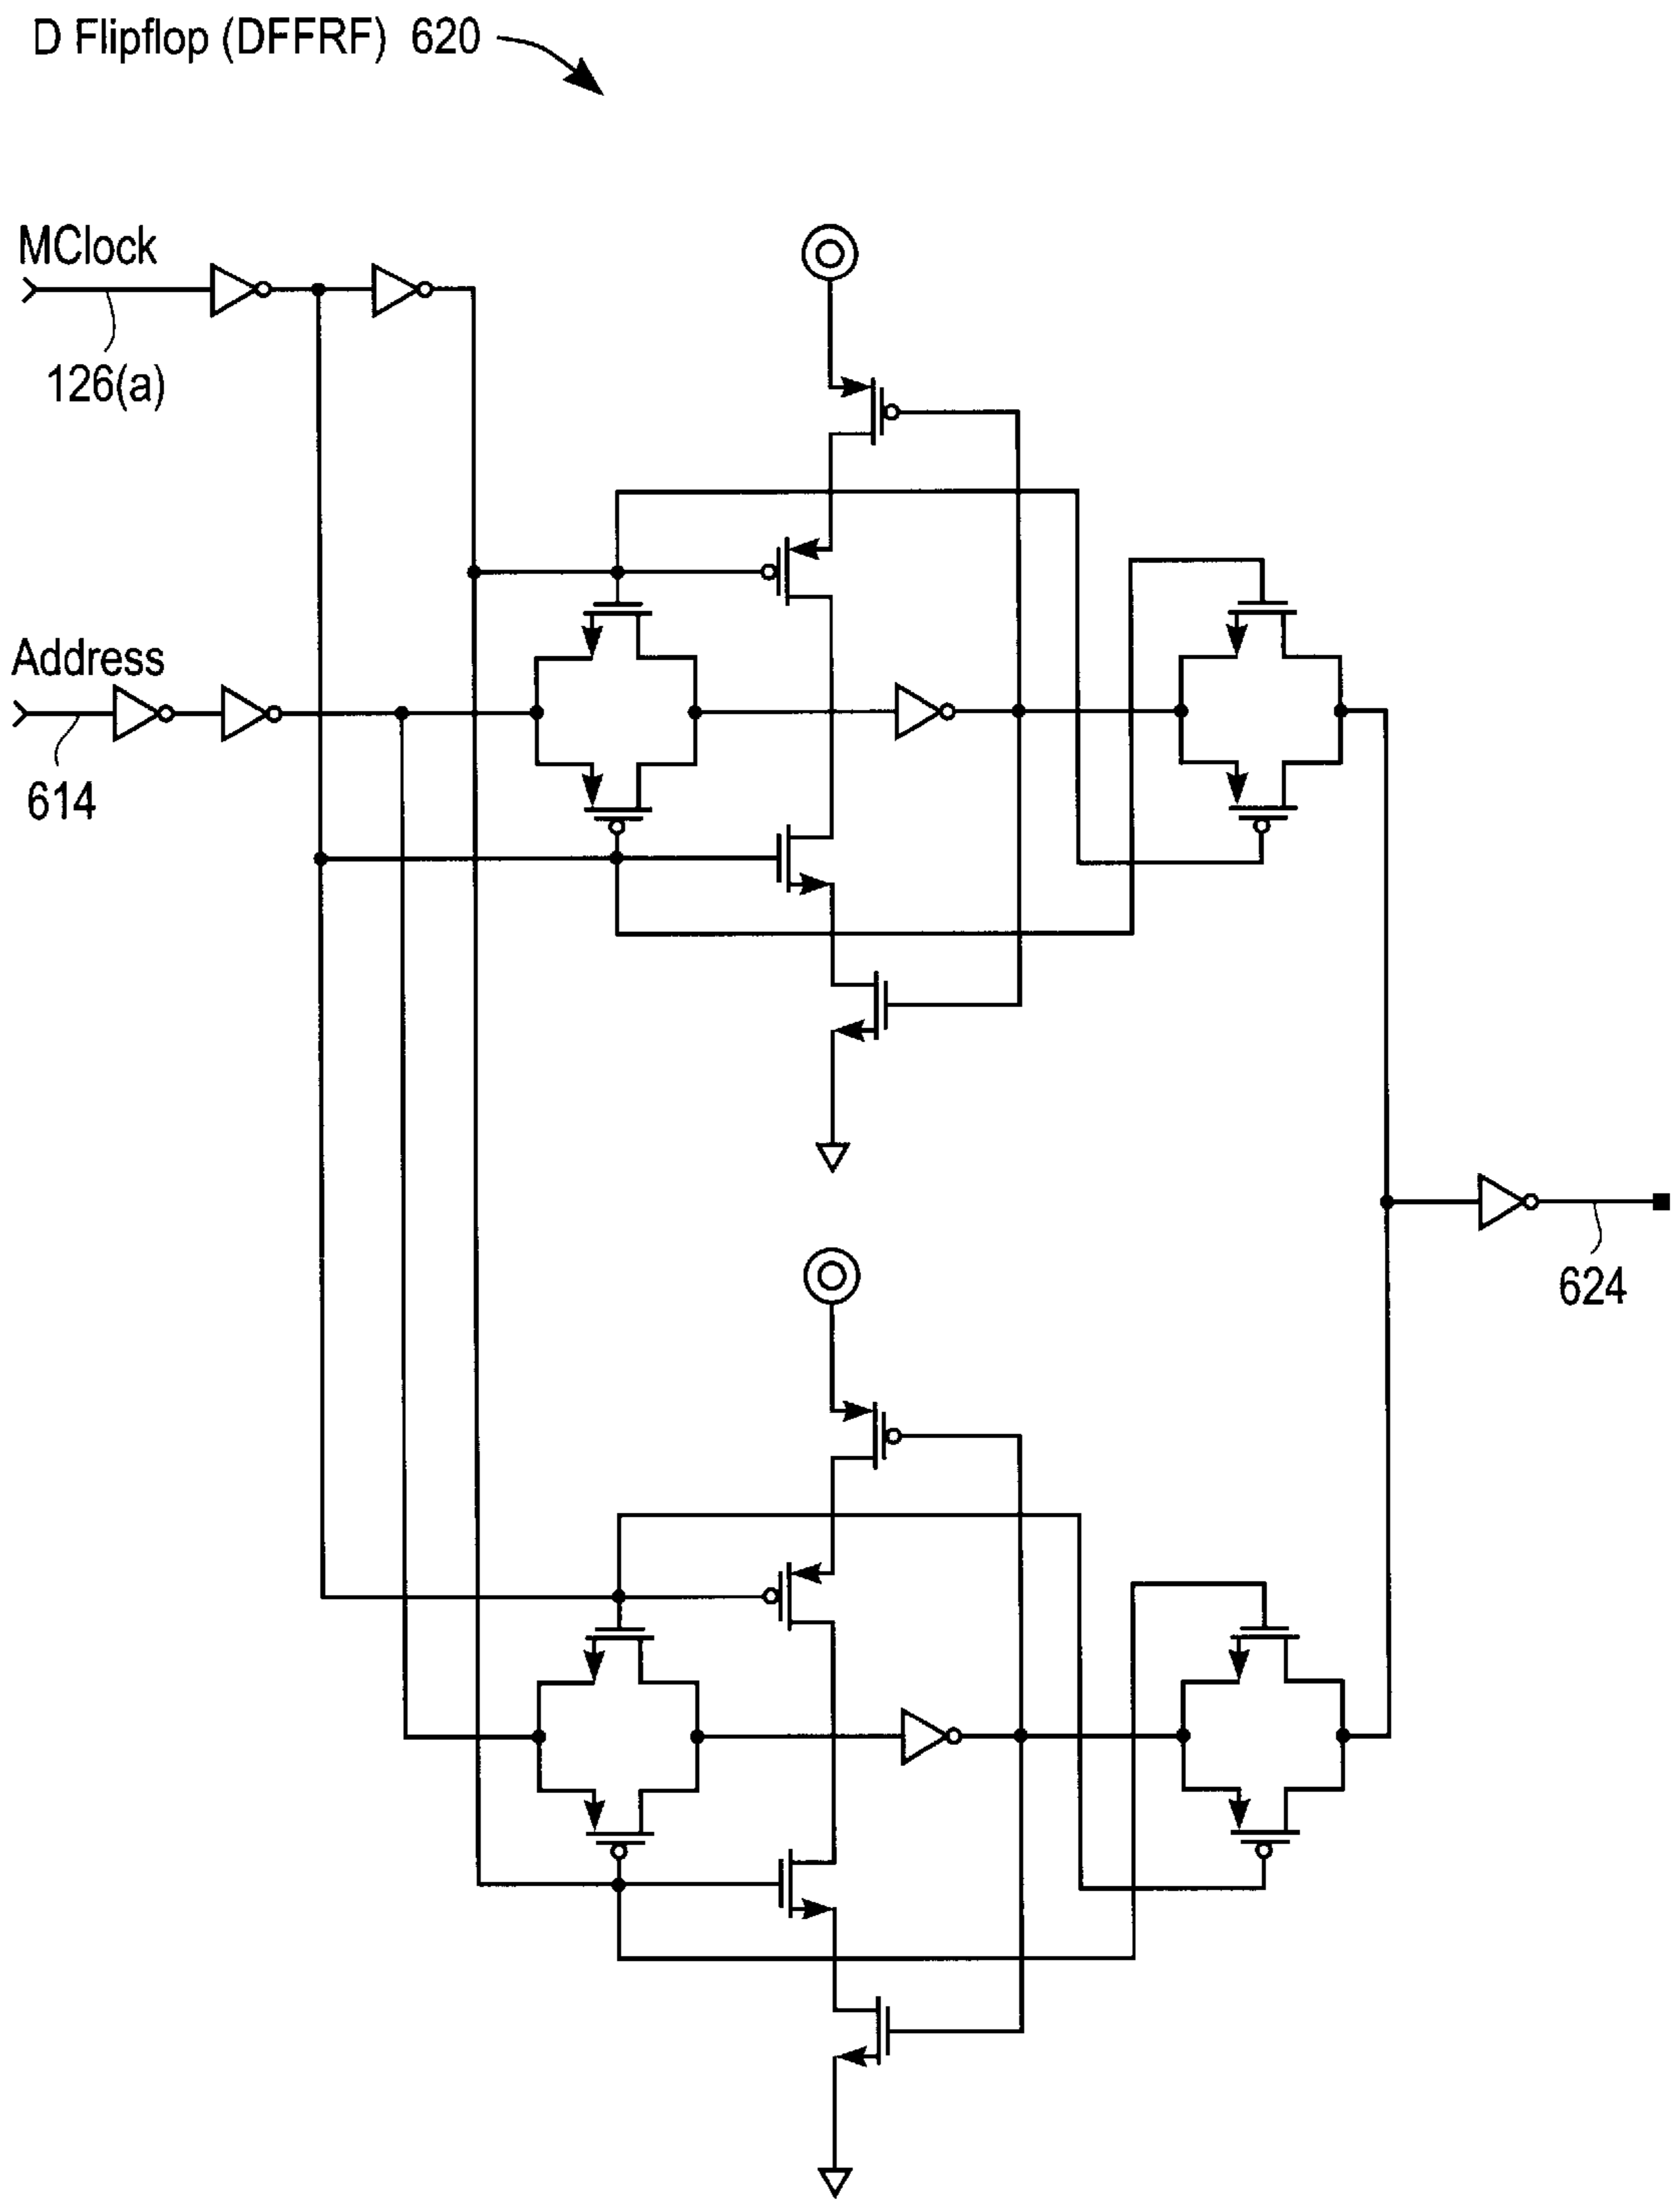 D Flipflop (DFFRF) 620
MClock
126(a)
Address
614
624